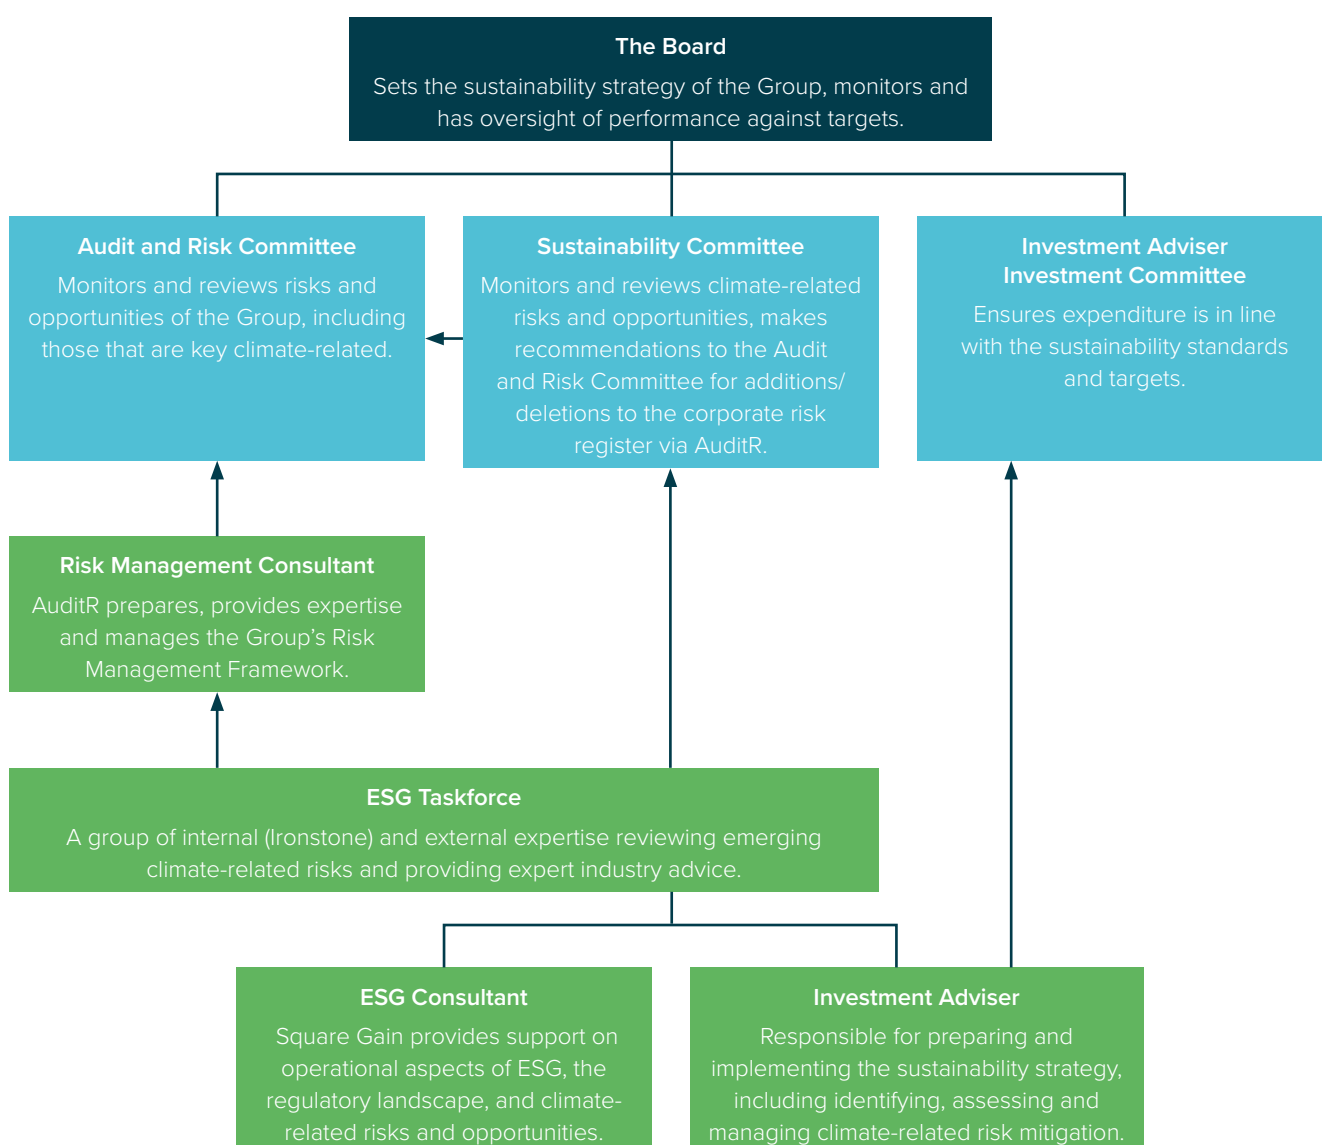 The Board
Sets the sustainability strategy of the Group, monitors and
has oversight of performance against targets.
Audit and Risk Committee
Monitors and reviews risks and
opportunities of the Group, including
those that are key climate-related.
Sustainability Committee
Monitors and reviews climate-related
risks and opportunities, makes
recommendations to the Audit
and Risk Committee for additions/
deletions to the corporate risk
register via AuditR.
Investment Adviser
Investment Committee
Ensures expenditure is in line
with the sustainability standards
and targets.
Risk Management Consultant
AuditR prepares, provides expertise
and manages the Group’s Risk
Management Framework.
ESG Taskforce
A group of internal (Ironstone) and external expertise reviewing emerging
climate-related risks and providing expert industry advice.
ESG Consultant
Square Gain provides support on
operational aspects of ESG, the
regulatory landscape, and climate-
related risks and opportunities.
Investment Adviser
Responsible for preparing and
implementing the sustainability strategy,
including identifying, assessing and
managing climate-related risk mitigation.